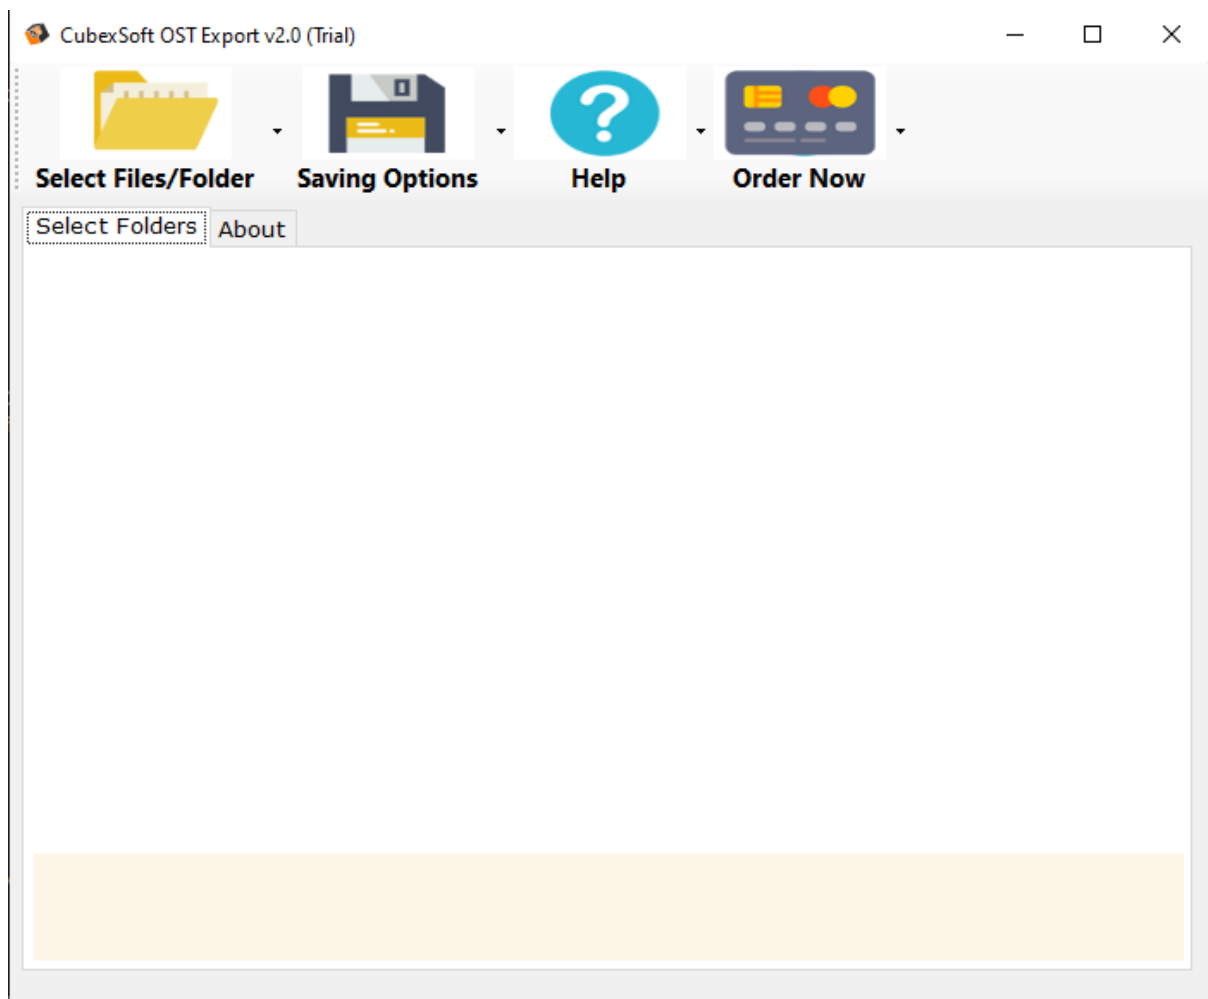 CubexSoft OST Export v2.0 (Trial)
Select Files/Folder Saving Options Help Order Now
Select Folders About